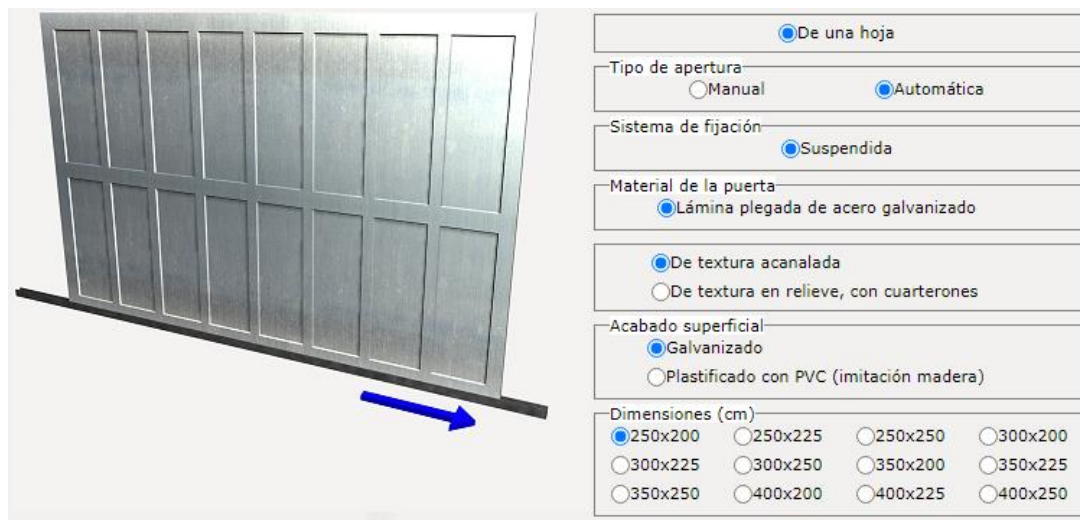 De una hoja
Tipo de apertura
Manual Automática
Sistema de fijación
Suspendida
Material de la puerta
Lámina plegada de acero galvanizado
De textura acanalada
De textura en relieve, con cuarterones
Acabado superficial
Galvanizado
Plastificado con PVC (imitación madera)
Dimensiones (cm)
250x200 250x225 250x250 300x200
300x225 300x250 350x200 350x225
350x250 400x200 400x225 400x250